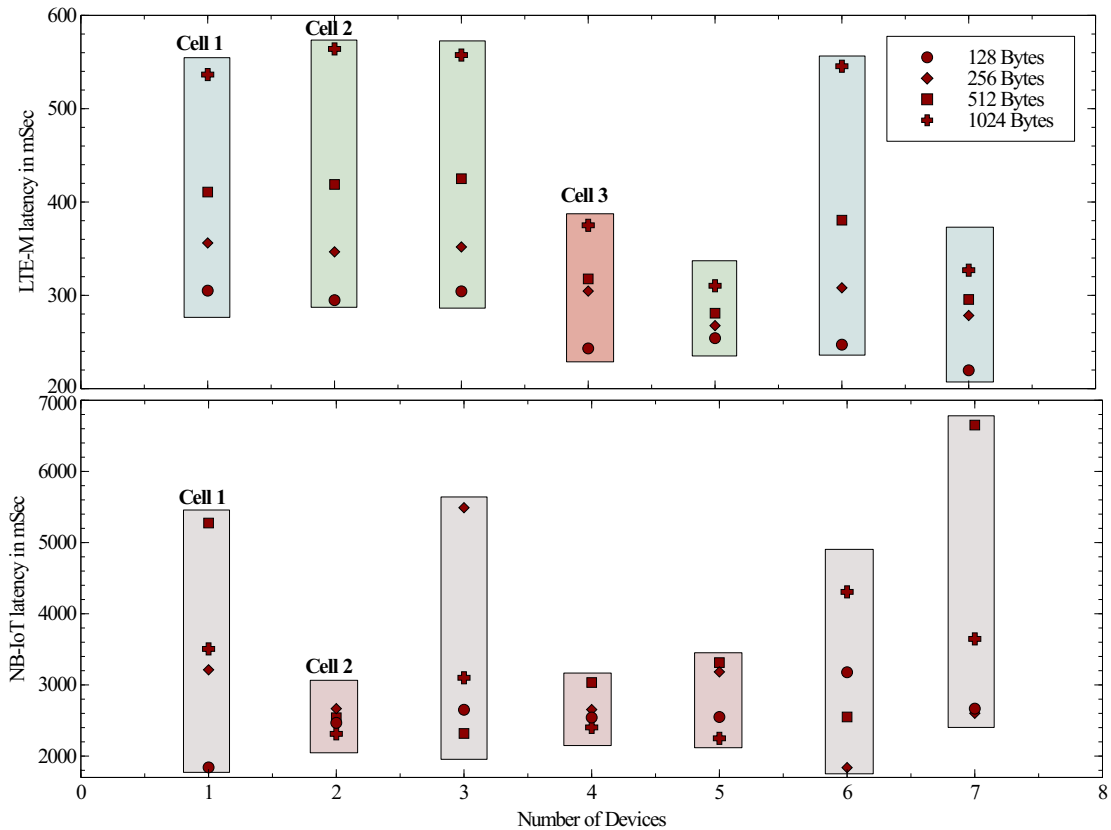 600
Cell 2
Cell 1
128 Bytes
256 Bytes
512 Bytes
1024 Bytes
500
400
Cell 3
300
200
LTE-M latency in mSec
7000
6000
Cell 1
5000
4000
Cell 2
3000
2000
NB-IoT latency in mSec
0 1 2 3 4 5 6 7 8
Number of Devices